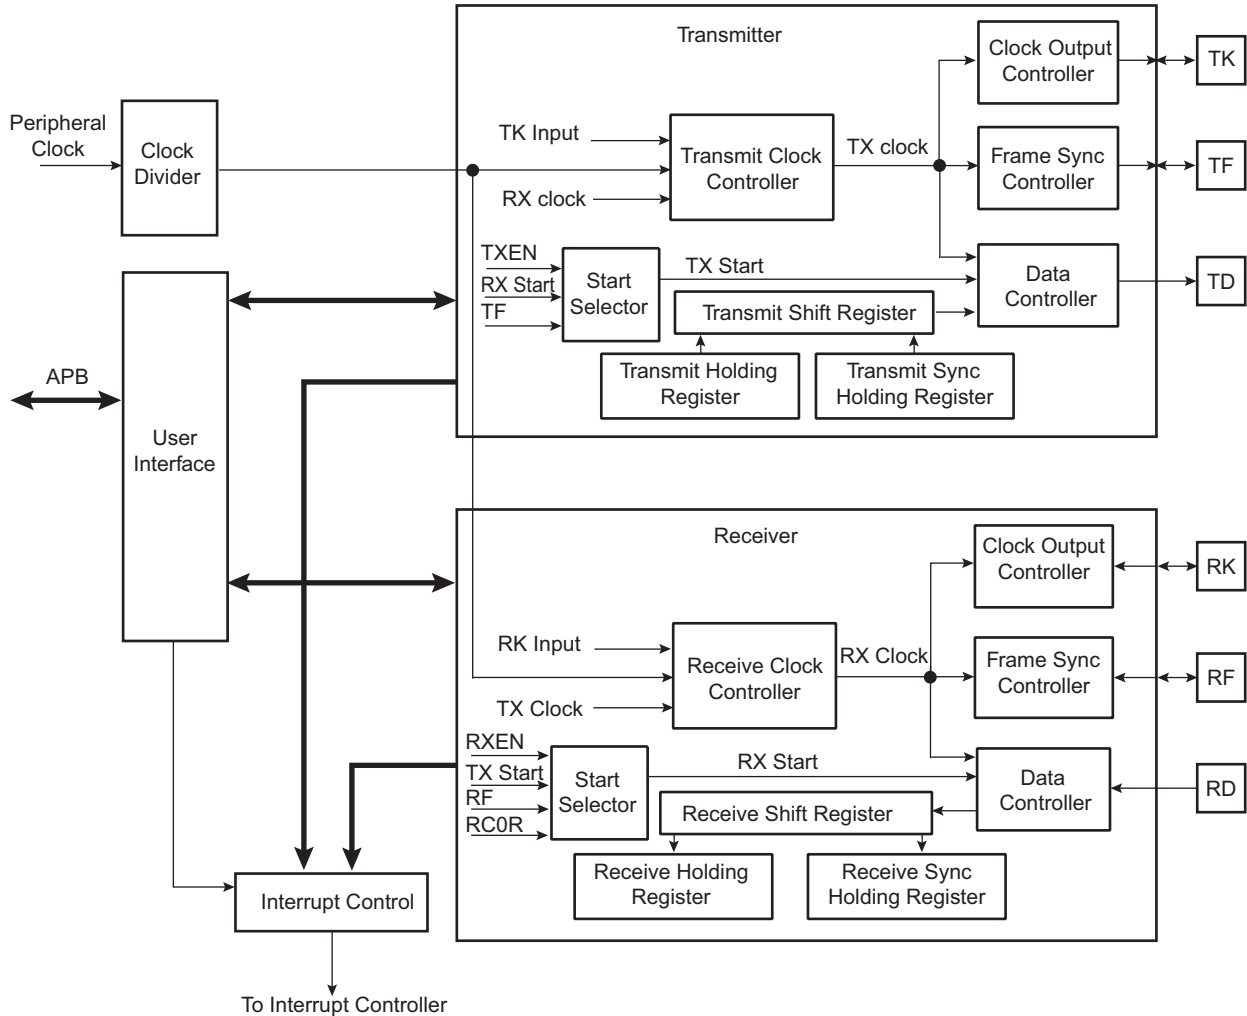 Transmitter
Clock Output
Controller
TK
Peripheral
Clock
Clock
Divider
TK Input
RX clock
Transmit Clock
Controller
TX clock
Frame Sync
Controller
TF
TXEN
RX Start
TF
Start
Selector
TX Start
Data
Controller
TD
Transmit Shift Register
Transmit Holding
Register
Transmit Sync
Holding Register
APB
User
Interface
Receiver
Clock Output
Controller
RK
RK Input
TX Clock
Receive Clock
Controller
RX Clock
Frame Sync
Controller
RF
RXEN
TX Start
RF
RC0R
Start
Selector
RX Start
Data
Controller
RD
Receive Shift Register
Receive Holding
Register
Receive Sync
Holding Register
Interrupt Control
To Interrupt Controller